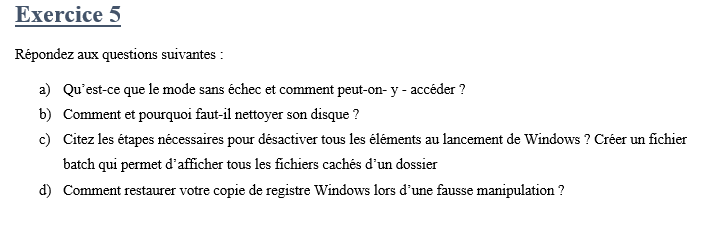 Exercice 5
Répondez aux questions suivantes :
a) Qu'est-ce que le mode sans échec et comment peut-on- y - accéder ?
b) Comment et pourquoi faut-il nettoyer son disque ?
c) Citez les étapes nécessaires pour désactiver tous les éléments au lancement de Windows ? Créer un fichier
batch qui permet d'afficher tous les fichiers cachés d'un dossier
d) Comment restaurer votre copie de registre Windows lors d'une fausse manipulation ?